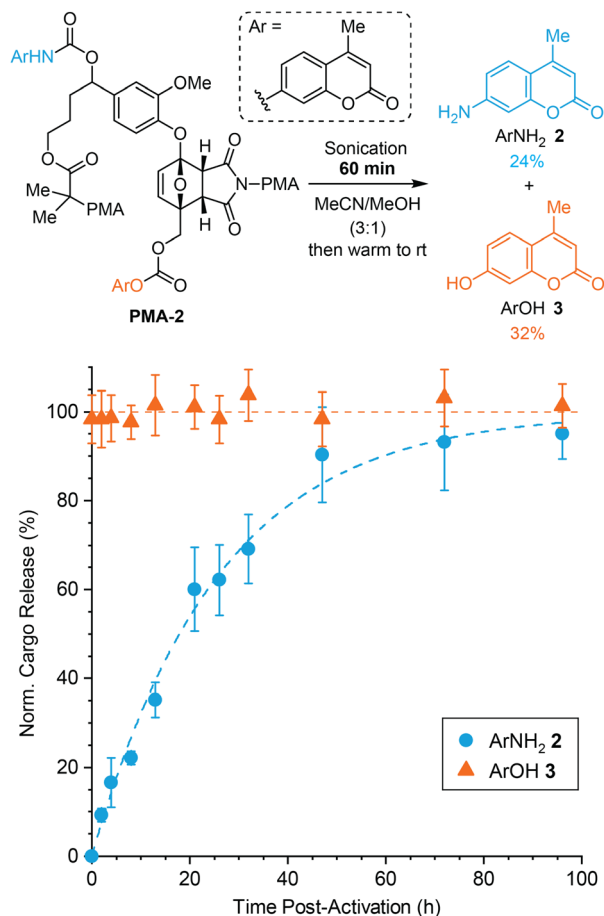 ArHN
O
O
OMe
O
O
O
Me
Me
PMA
O
O
H
H
O
N
PMA
O
O
O
ArO
O
PMA-2
Ar =
Me
O
O
Sonication
60 min
MeCN/MeOH
(3:1)
then warm to rt
Me
H₂N
O
O
ArNH₂ 2
24%
+
Me
HO
O
O
ArOH 3
32%
Norm. Cargo Release (%)
100
80
60
40
20
0
0
20
40
60
80
100
Time Post-Activation (h)
ArNH₂ 2
ArOH 3